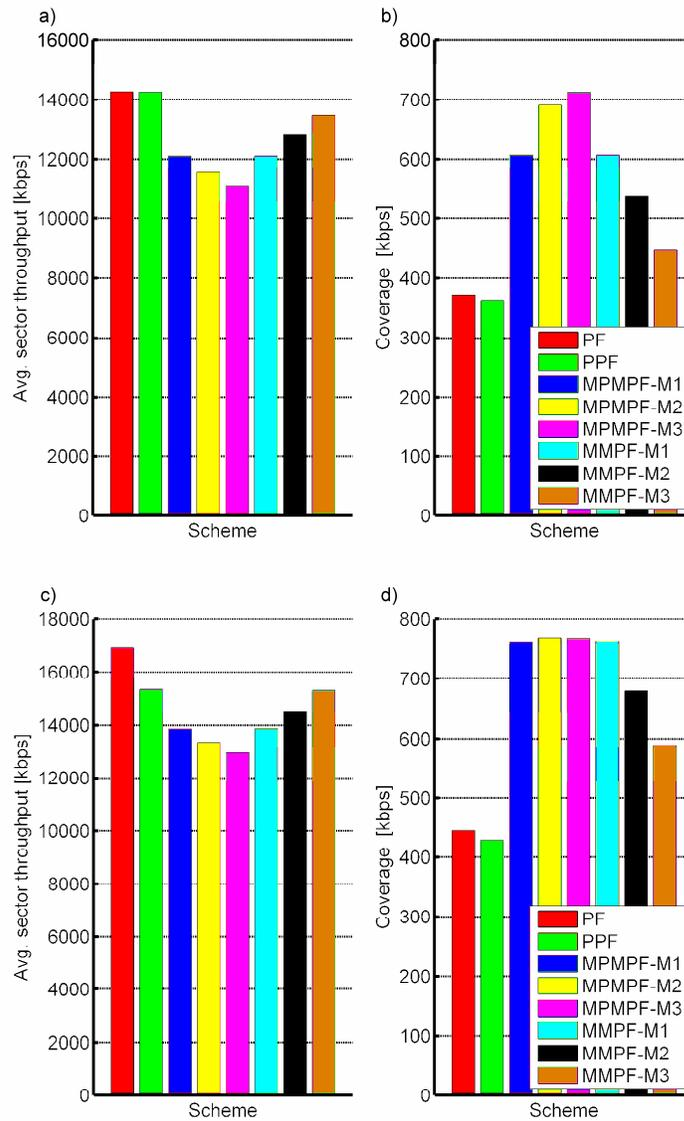 a)
16000
14000
12000
10000
8000
6000
4000
2000
0
Avg. sector throughput [kbps]
Scheme
b)
800
700
600
500
400
300
200
100
0
Coverage [kbps]
PF
PPF
MPMPF-M1
MPMPF-M2
MPMPF-M3
MMPF-M1
MMPF-M2
MMPF-M3
Scheme
c)
18000
16000
14000
12000
10000
8000
6000
4000
2000
0
Avg. sector throughput [kbps]
Scheme
d)
800
700
600
500
400
300
200
100
0
Coverage [kbps]
PF
PPF
MPMPF-M1
MPMPF-M2
MPMPF-M3
MMPF-M1
MMPF-M2
MMPF-M3
Scheme